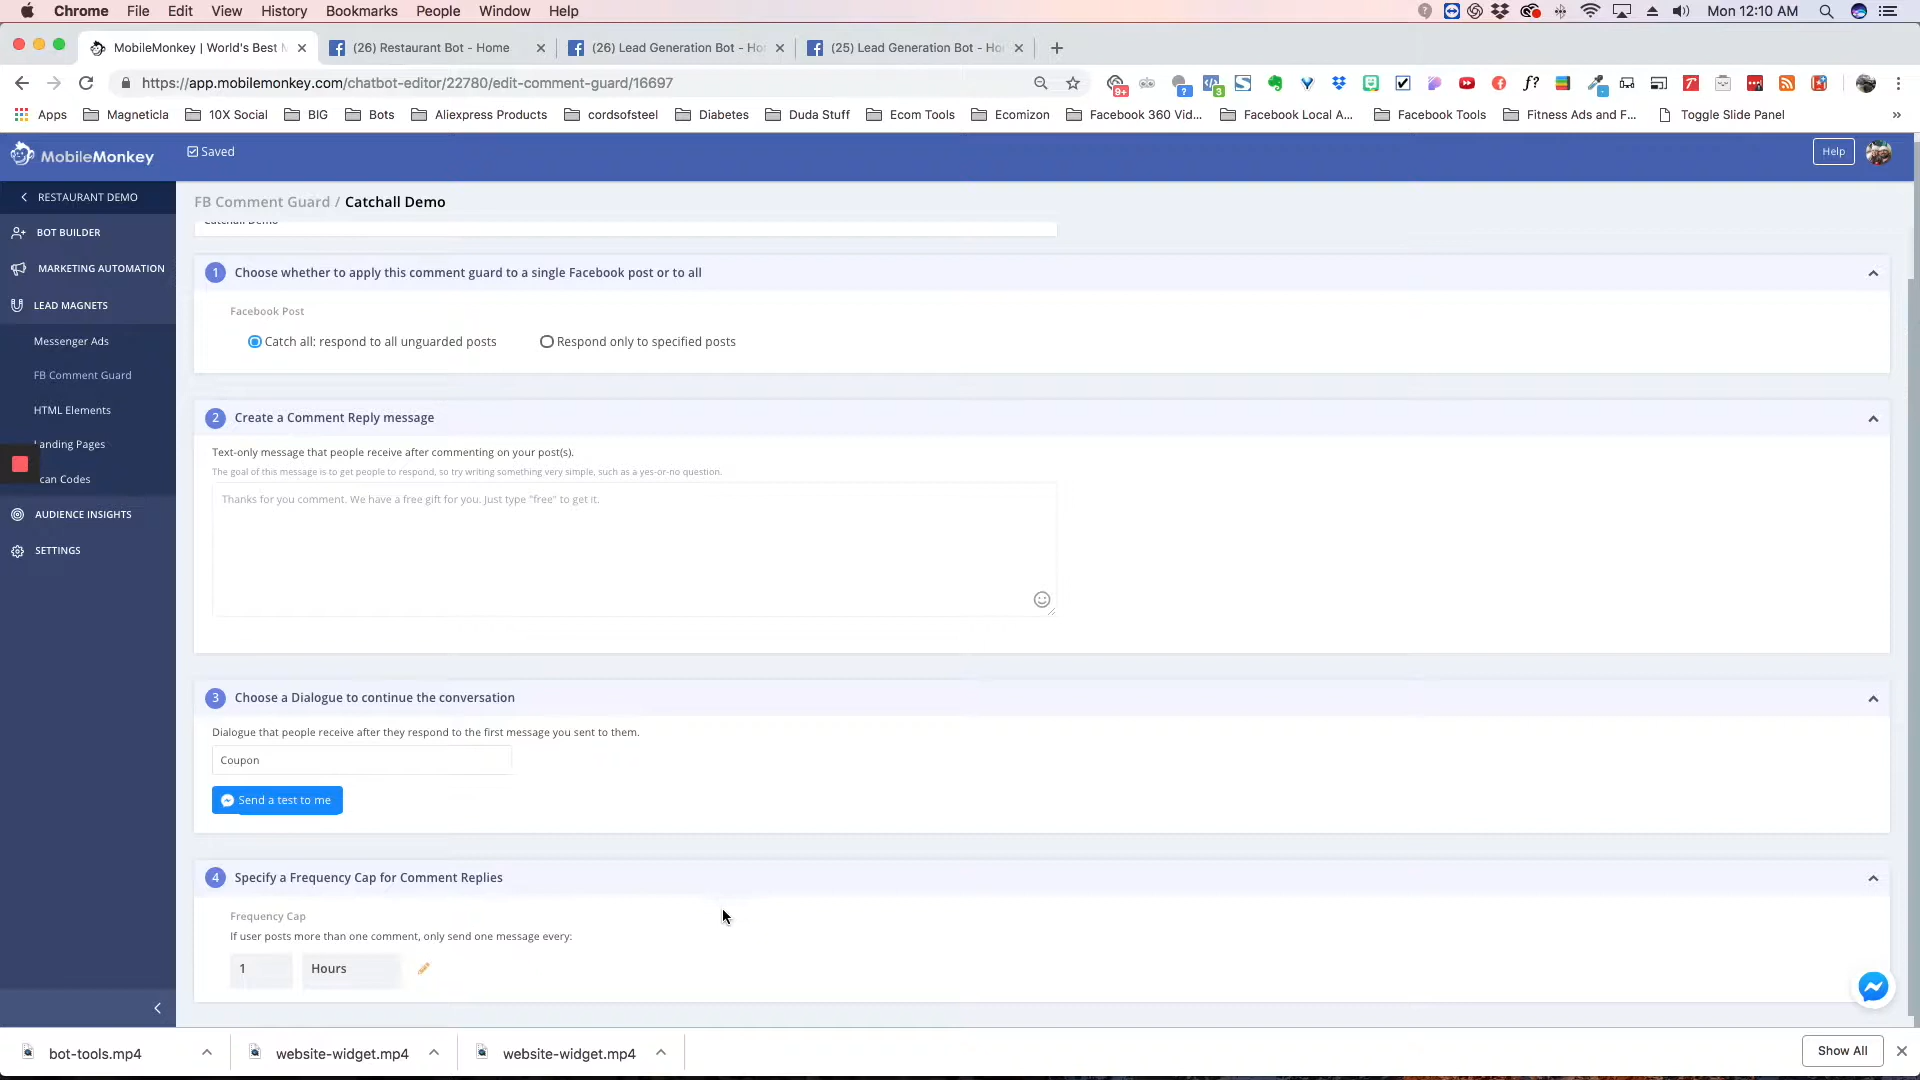 Chrome File Edit View History Bookmarks People Window Help
Mon 12:10 AM
MobileMonkey | World's Best
(26) Restaurant Bot - Home
(26) Lead Generation Bot - Ho
(25) Lead Generation Bot - Ho
https://app.mobilemonkey.com/chatbot-editor/22780/edit-comment-guard/16697
Apps Magneticla 10X Social BIG Bots Aliexpress Products cordsofsteel Diabetes Duda Stuff Ecom Tools Ecomizon Facebook 360 Vid... Facebook Local A... Facebook Tools Fitness Ads and F... Toggle Slide Panel »
MobileMonkey
Saved
Help
RESTAURANT DEMO
BOT BUILDER
MARKETING AUTOMATION
LEAD MAGNETS
Messenger Ads
FB Comment Guard
HTML Elements
Landing Pages
can Codes
AUDIENCE INSIGHTS
SETTINGS
FB Comment Guard / Catchall Demo
Catchall Demo
1 Choose whether to apply this comment guard to a single Facebook post or to all
Facebook Post
Catch all: respond to all unguarded posts
Respond only to specified posts
2 Create a Comment Reply message
Text-only message that people receive after commenting on your post(s).
The goal of this message is to get people to respond, so try writing something very simple, such as a yes-or-no question.
Thanks for you comment. We have a free gift for you. Just type "free" to get it.
3 Choose a Dialogue to continue the conversation
Dialogue that people receive after they respond to the first message you sent to them.
Coupon
Send a test to me
4 Specify a Frequency Cap for Comment Replies
Frequency Cap
If user posts more than one comment, only send one message every:
1 Hours
bot-tools.mp4
website-widget.mp4
website-widget.mp4
Show All